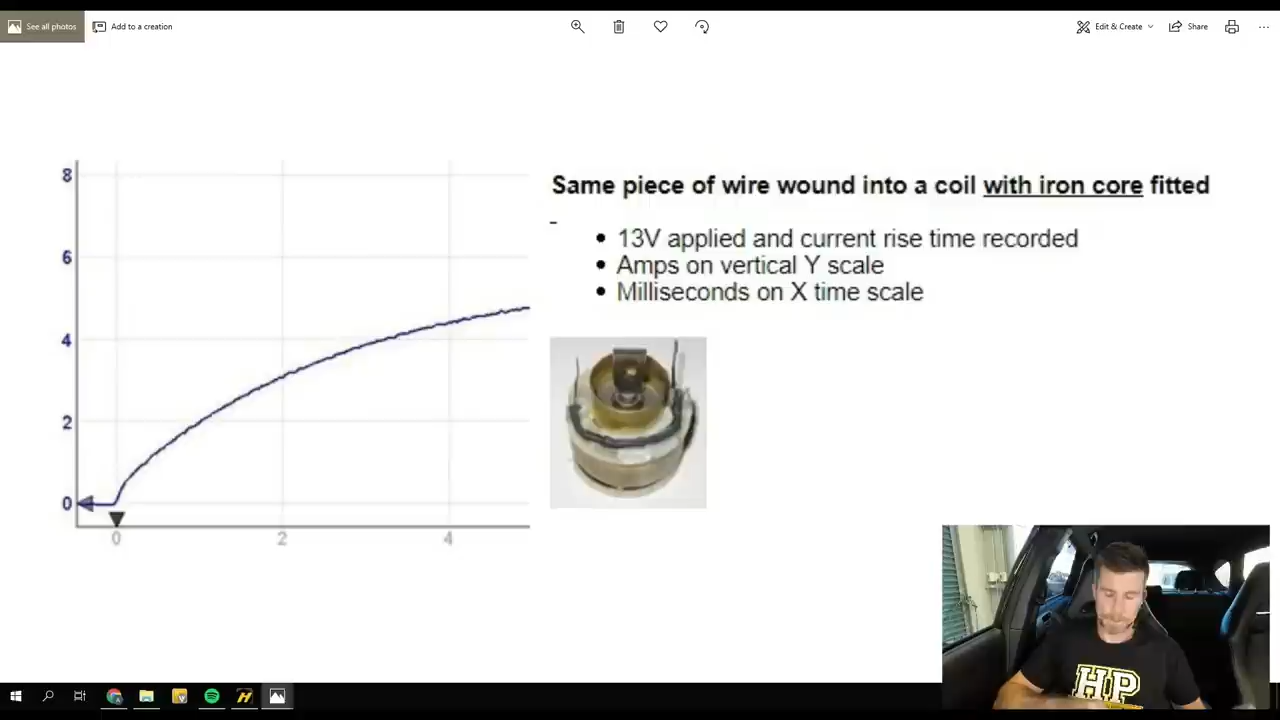 See all photos
Add to a creation
Edit & Create
Share
8
6
4
2
0
0
2
4
Same piece of wire wound into a coil with iron core fitted
-
• 13V applied and current rise time recorded
• Amps on vertical Y scale
• Milliseconds on X time scale
HP